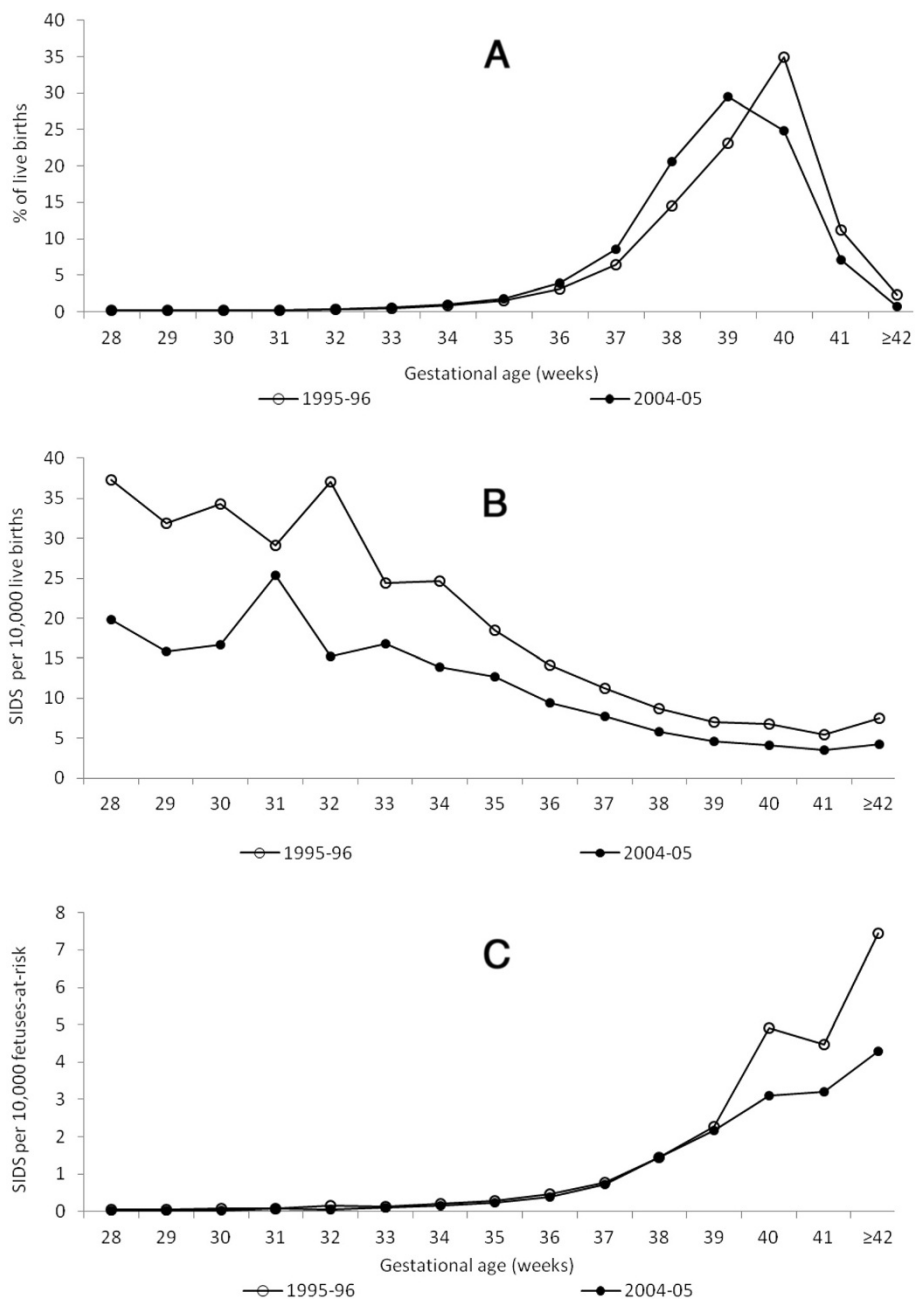 A
% of live births
40
35
30
25
20
15
10
5
0
28 29 30 31 32 33 34 35 36 37 38 39 40 41 ≥42
Gestational age (weeks)
1995-96 2004-05
B
SIDS per 10,000 live births
40
35
30
25
20
15
10
5
0
28 29 30 31 32 33 34 35 36 37 38 39 40 41 ≥42
1995-96 2004-05
C
SIDS per 10,000 fetuses-at-risk
8
7
6
5
4
3
2
1
0
28 29 30 31 32 33 34 35 36 37 38 39 40 41 ≥42
Gestational age (weeks)
1995-96 2004-05